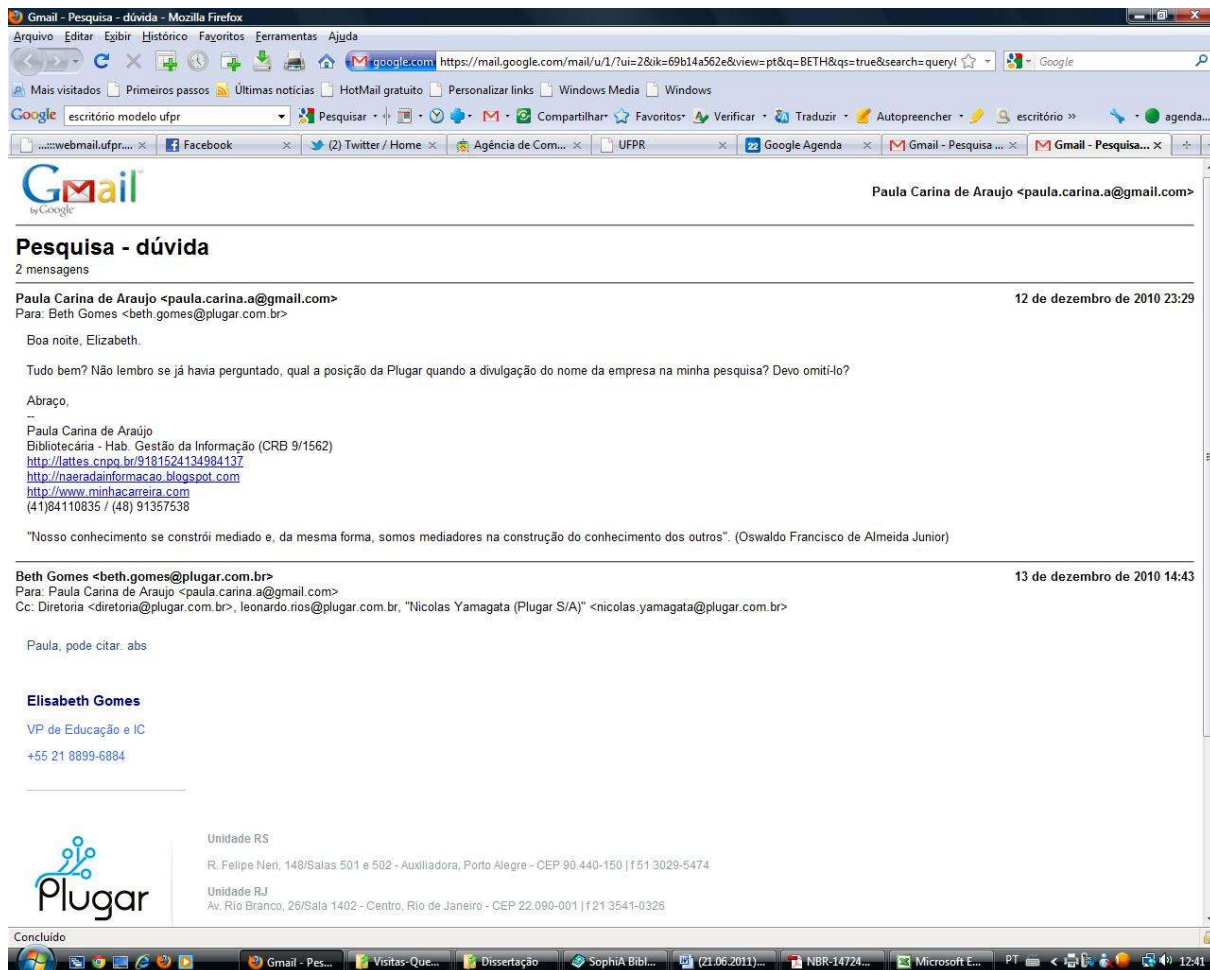 Gmail - Pesquisa - dúvida - Mozilla Firefox
Arquivo Editar Exibir Histórico Favoritos Ferramentas Ajuda
google.com https://mail.google.com/mail/u/1/?ui=2&ik=69b14a562e&view=pt&q=BETH&qs=true&search=query& Google
Mais visitados Primeiros passos Últimas notícias HotMail gratuito Personalizar links Windows Media Windows
Google escritório modelo ufpr Pesquisar Compartilhar Favoritos Verificar Traduzir Autopreencher escritório » agenda...
...:::webmail.ufpr.... Facebook (2) Twitter / Home Agência de Com... UFPR 22 Google Agenda Gmail - Pesquisa ... Gmail - Pesquisa...
Gmail
by Google
Paula Carina de Araujo <paula.carina.a@gmail.com>
Pesquisa - dúvida
2 mensagens
Paula Carina de Araujo <paula.carina.a@gmail.com> 12 de dezembro de 2010 23:29
Para: Beth Gomes <beth.gomes@plugar.com.br>
Boa noite, Elizabeth.
Tudo bem? Não lembro se já havia perguntado, qual a posição da Plugar quando a divulgação do nome da empresa na minha pesquisa? Devo omití-lo?
Abraço,
--
Paula Carina de Araújo
Bibliotecária - Hab. Gestão da Informação (CRB 9/1562)
http://lattes.cnpq.br/9181524134984137
http://naeradainformacao.blogspot.com
http://www.minhacarreira.com
(41)84110835 / (48) 91357538
"Nosso conhecimento se constrói mediado e, da mesma forma, somos mediadores na construção do conhecimento dos outros". (Oswaldo Francisco de Almeida Junior)
Beth Gomes <beth.gomes@plugar.com.br> 13 de dezembro de 2010 14:43
Para: Paula Carina de Araujo <paula.carina.a@gmail.com>
Cc: Diretoria <diretoria@plugar.com.br>, leonardo.rios@plugar.com.br, "Nicolas Yamagata (Plugar S/A)" <nicolas.yamagata@plugar.com.br>
Paula, pode citar. abs
Elisabeth Gomes
VP de Educação e IC
+55 21 8899-6884
Plugar
Unidade RS
R. Felipe Neri, 148/Salas 501 e 502 - Auxiliadora, Porto Alegre - CEP 90.440-150 | f 51 3029-5474
Unidade RJ
Av. Rio Branco, 26/Sala 1402 - Centro, Rio de Janeiro - CEP 22.090-001 | f 21 3541-0326
Concluído
Gmail - Pes... Visitas-Que... Dissertação SophiA Bibl... (21.06.2011)... NBR-14724... Microsoft E... PT 12:41